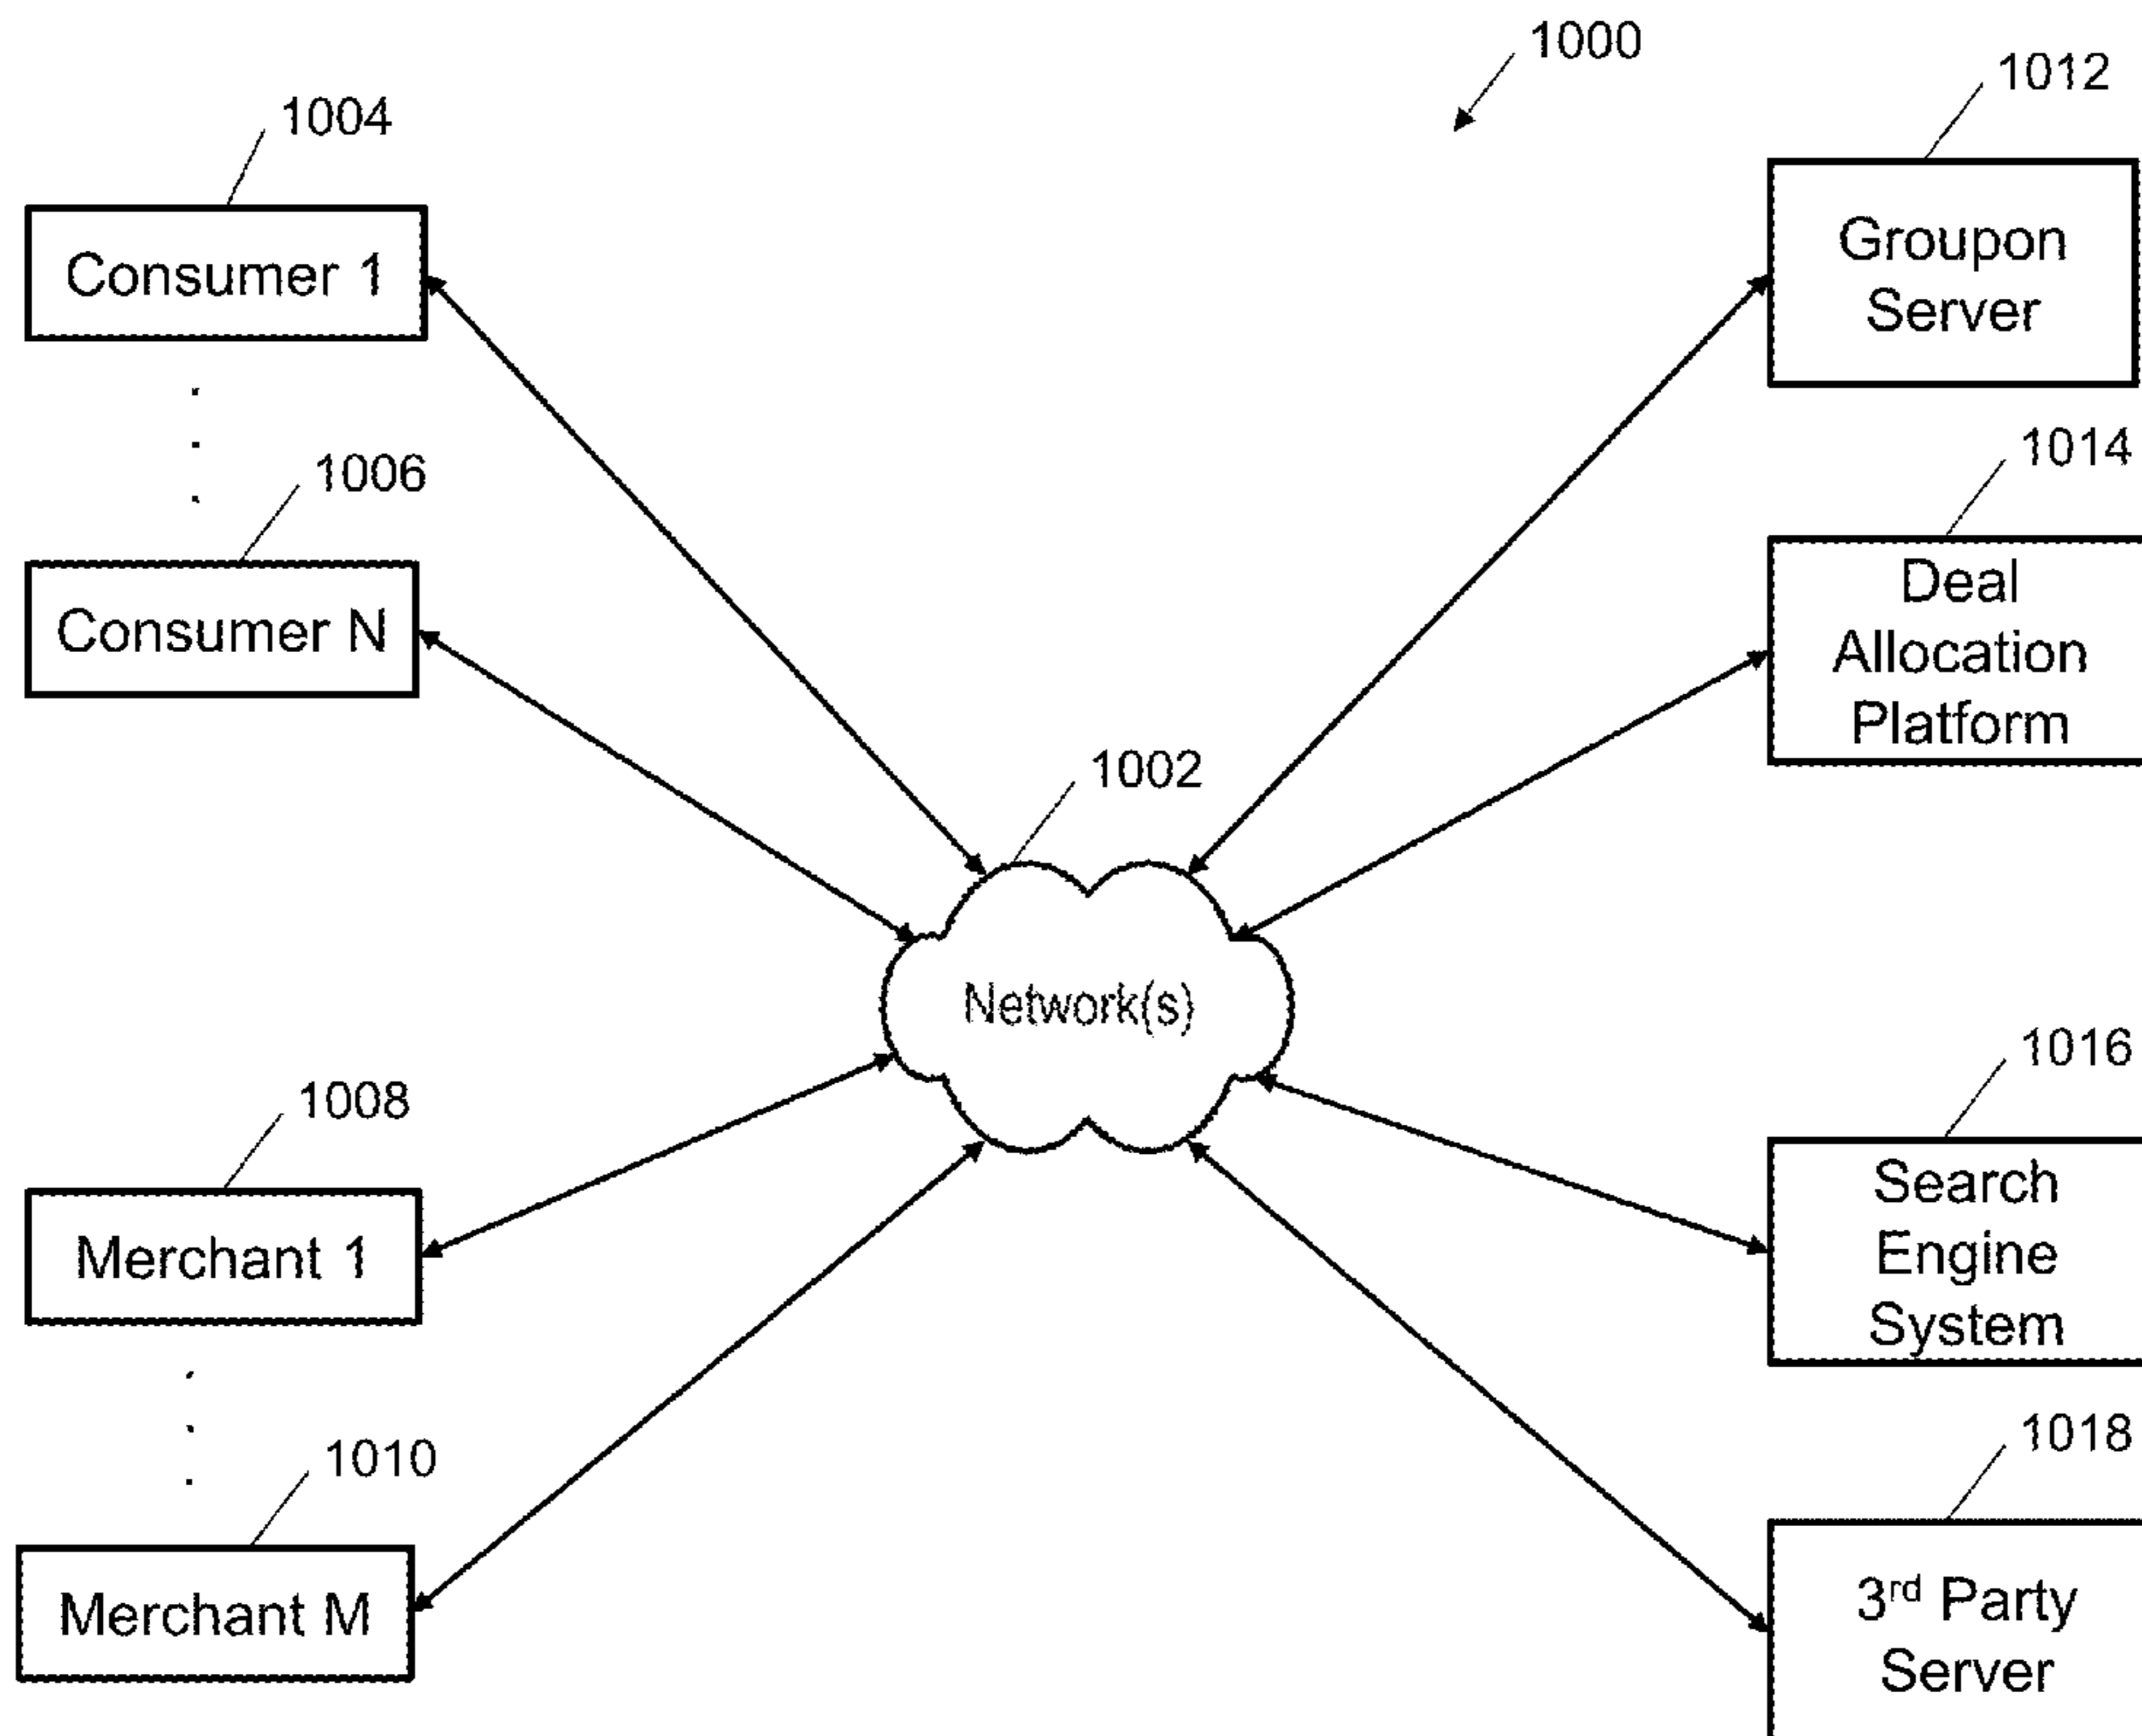 1000
1012
1004
Groupon
Server
Consumer 1
1014
1006
Deal
Allocation
Platform
Consumer N
1002
Network(s)
1016
1008
Search
Engine
System
Merchant 1
1018
1010
3rd Party
Server
Merchant M